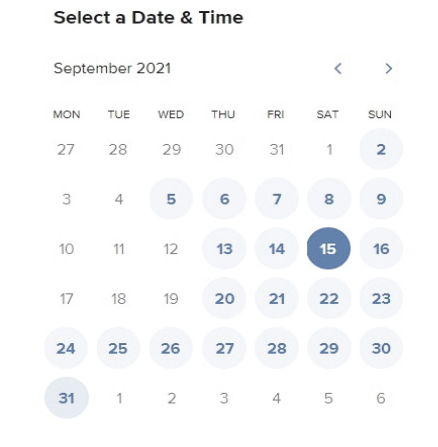 Select a Date & Time
September 2021
MON TUE WED THU FRI SAT SUN
27 28 29 30 31 1 2
3 4 5 6 7 8 9
10 11 12 13 14 15 16
17 18 19 20 21 22 23
24 25 26 27 28 29 30
31 1 2 3 4 5 6